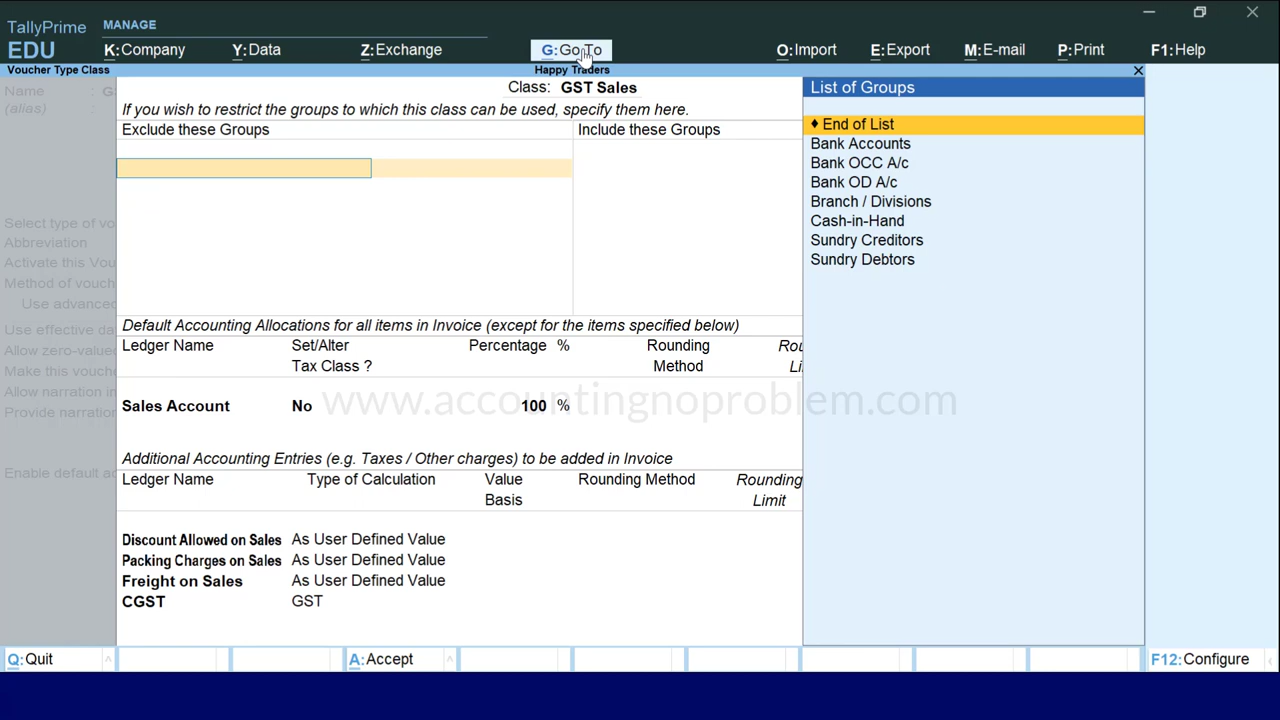 TallyPrime
EDU
MANAGE
K:Company Y:Data Z:Exchange G:Go To O:Import E:Export M:E-mail P:Print F1:Help
Voucher Type Class Happy Traders
Name : G
(alias) :
Select type of vo
Abbreviation
Activate this Vou
Method of vouch
Use advanced
Use effective da
Allow zero-valued
Make this vouche
Allow narration in
Provide narration
Enable default ac
Class: GST Sales
If you wish to restrict the groups to which this class can be used, specify them here.
Exclude these Groups Include these Groups
Default Accounting Allocations for all items in Invoice (except for the items specified below)
Ledger Name Set/Alter Percentage % Rounding Rou
Tax Class ? Method Li
Sales Account No 100 %
www.accountingnoproblem.com
Additional Accounting Entries (e.g. Taxes / Other charges) to be added in Invoice
Ledger Name Type of Calculation Value Rounding Method Rounding
Basis Limit
Discount Allowed on Sales As User Defined Value
Packing Charges on Sales As User Defined Value
Freight on Sales As User Defined Value
CGST GST
List of Groups
♦ End of List
Bank Accounts
Bank OCC A/c
Bank OD A/c
Branch / Divisions
Cash-in-Hand
Sundry Creditors
Sundry Debtors
Q:Quit A:Accept F12:Configure